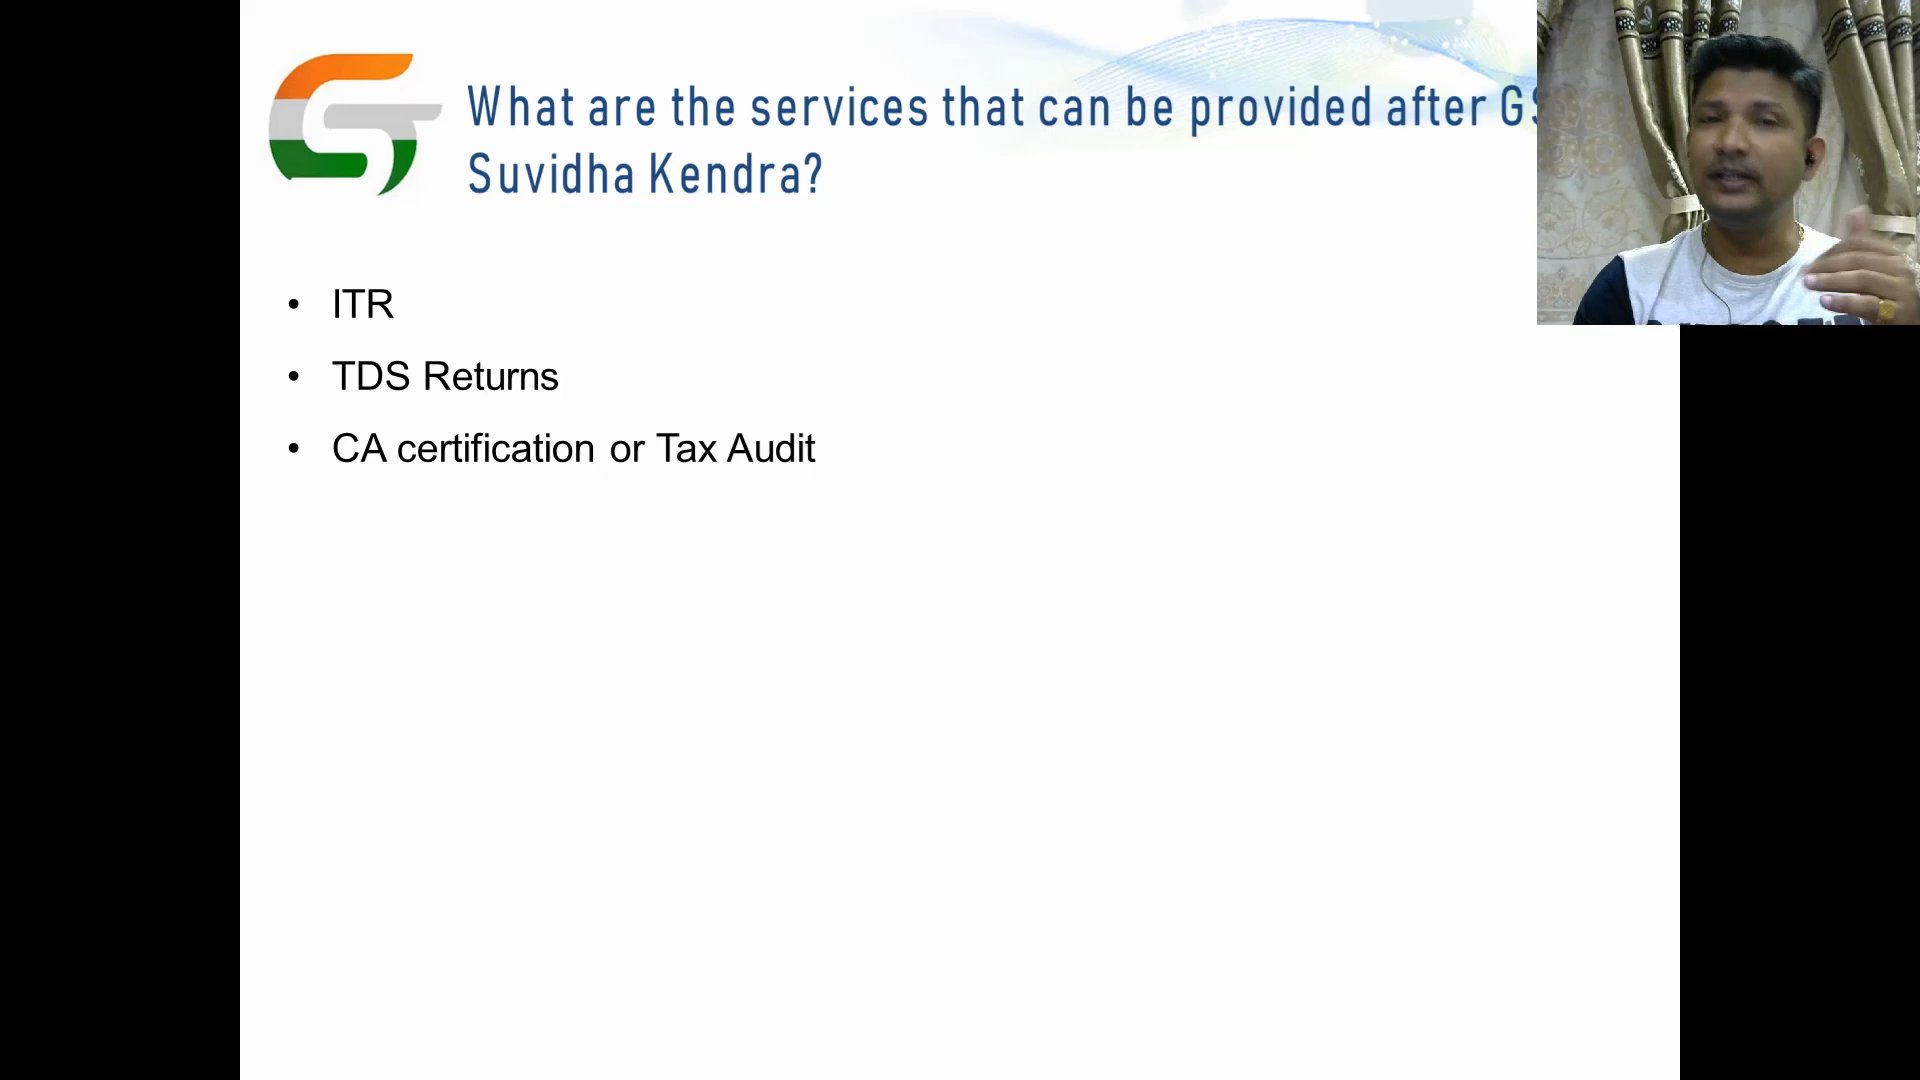 What are the services that can be provided after GS
Suvidha Kendra?
• ITR
• TDS Returns
• CA certification or Tax Audit